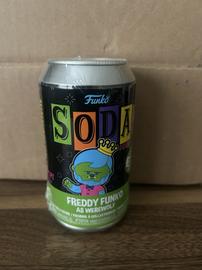 Funko
SODA
FREDDY FUNKO
AS WEREWOLF